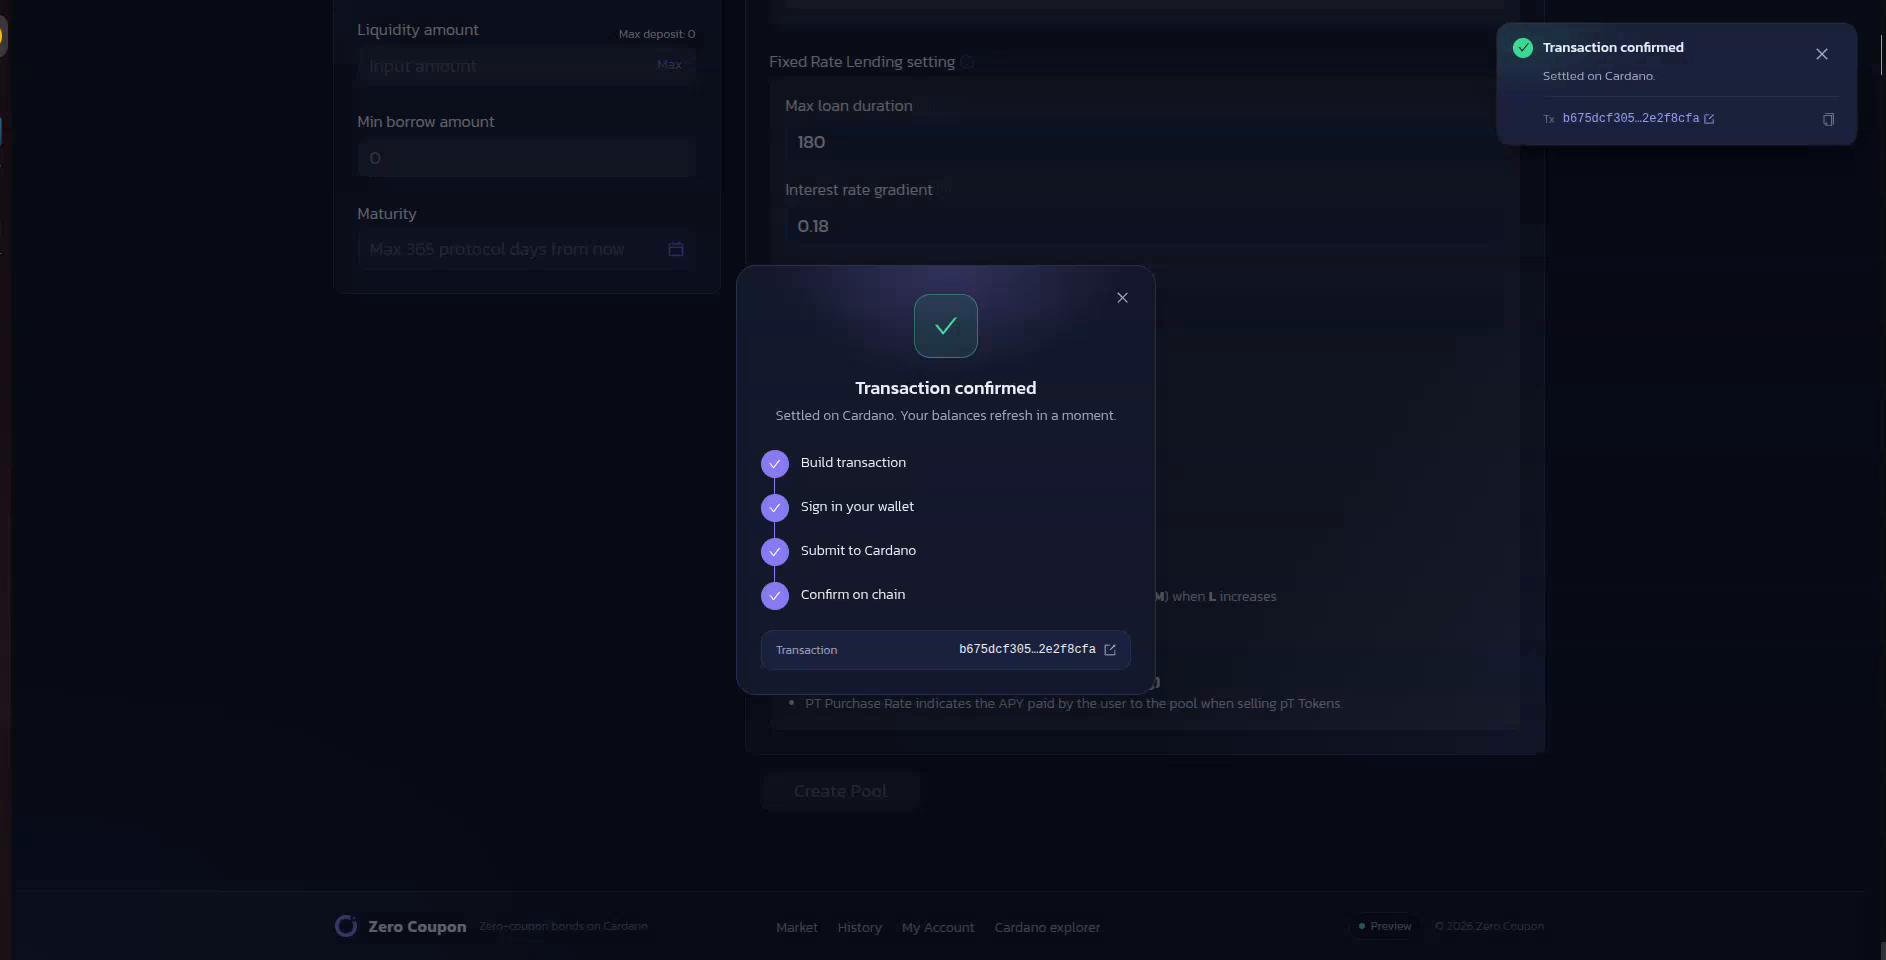 Liquidity amount
Max deposit: 0
Input amount
Max
Min borrow amount
0
Maturity
Max 365 protocol days from now
Fixed Rate Lending setting
Max loan duration
180
Interest rate gradient
0.18
Transaction confirmed
Settled on Cardano.
Tx b675dcf305…2e2f8cfa
Transaction confirmed
Settled on Cardano. Your balances refresh in a moment.
Build transaction
Sign in your wallet
Submit to Cardano
Confirm on chain
Transaction b675dcf305…2e2f8cfa
M) when L increases
PT Purchase Rate indicates the APY paid by the user to the pool when selling pT Tokens.
Create Pool
Zero Coupon Zero-coupon bonds on Cardano
Market History My Account Cardano explorer
Preview © 2026 Zero Coupon